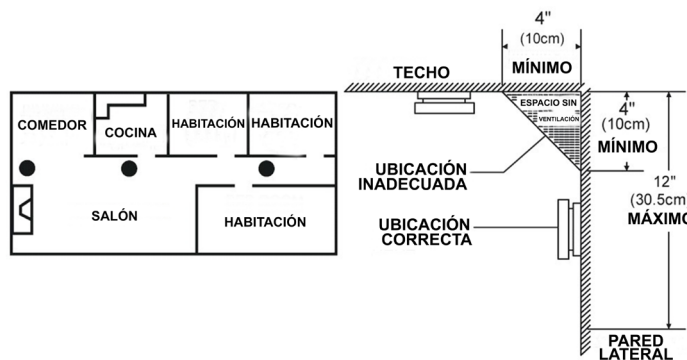 COMEDOR
COCINA
HABITACIÓN
HABITACIÓN
SALÓN
HABITACIÓN
4"
(10cm)
MÍNIMO
TECHO
ESPACIO SIN
VENTILACIÓN
4"
(10cm)
MÍNIMO
UBICACIÓN
INADECUADA
12"
(30.5cm
MÁXIMO
UBICACIÓN
CORRECTA
PARED
LATERAL